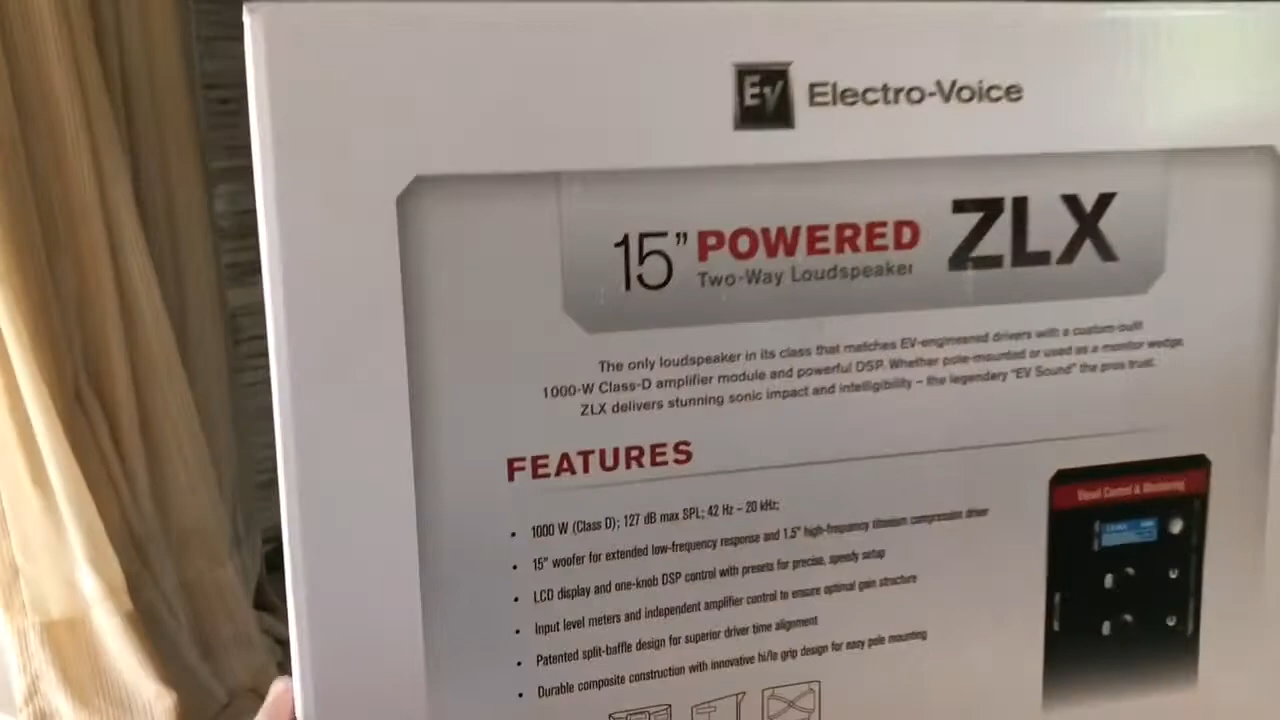 EV Electro-Voice
15" POWERED ZLX
Two-Way Loudspeaker
The only loudspeaker in its class that matches EV-engineered drivers with a custom-built
1000-W Class-D amplifier module and powerful DSP. Whether pole-mounted or used as a monitor wedge,
ZLX delivers stunning sonic impact and intelligibility – the legendary "EV Sound" the pros trust.
FEATURES
• 1000 W (Class D); 127 dB max SPL; 42 Hz – 20 kHz;
• 15" woofer for extended low-frequency response and 1.5" high-frequency titanium compression driver
• LCD display and one-knob DSP control with presets for precise, speedy setup
• Input level meters and independent amplifier control to ensure optimal gain structure
• Patented split-baffle design for superior driver time alignment
• Durable composite construction with innovative hi/le grip design for easy pole mounting
Control & Monitoring